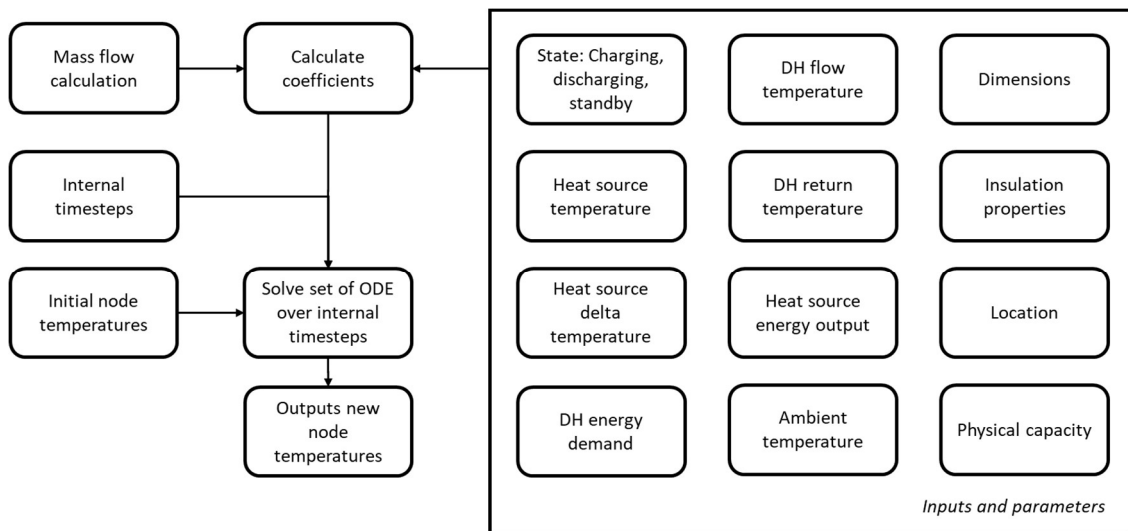 Mass flow
calculation
Calculate
coefficients
Internal
timesteps
Initial node
temperatures
Solve set of ODE
over internal
timesteps
Outputs new
node
temperatures
State: Charging,
discharging,
standby
DH flow
temperature
Dimensions
Heat source
temperature
DH return
temperature
Insulation
properties
Heat source
delta
temperature
Heat source
energy output
Location
DH energy
demand
Ambient
temperature
Physical capacity
Inputs and parameters